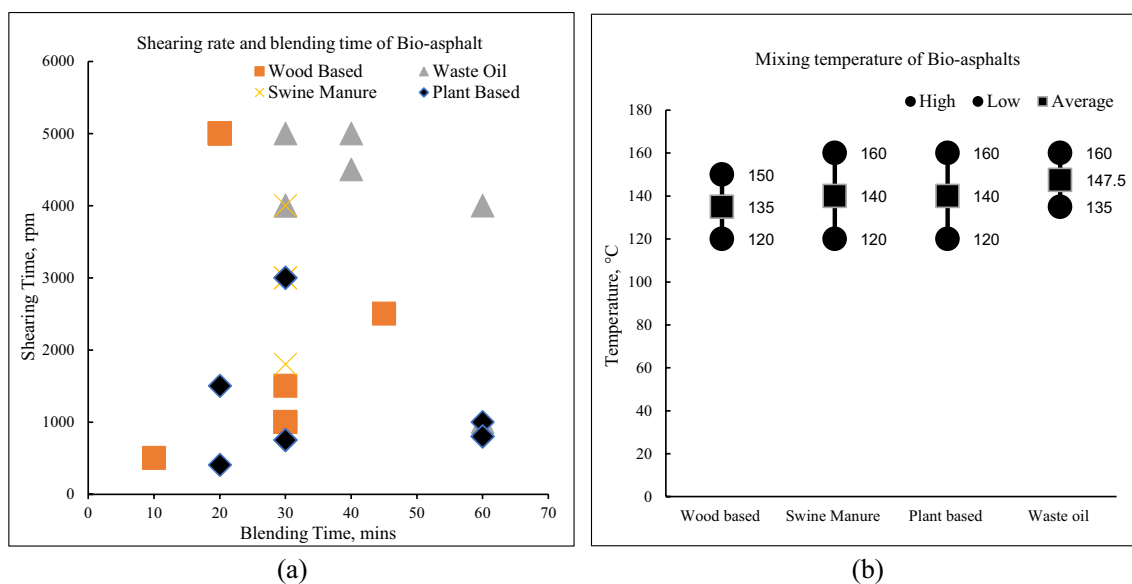 Shearing rate and blending time of Bio-asphalt
6000
5000
4000
3000
2000
1000
0
Shearing Time, rpm
Wood Based
Waste Oil
Swine Manure
Plant Based
0 10 20 30 40 50 60 70
Blending Time, mins
(a)
Mixing temperature of Bio-asphalts
High Low Average
180
160
140
120
100
80
60
40
20
0
Temperature, °C
150
135
120
160
140
120
160
140
120
160
147.5
135
Wood based Swine Manure Plant based Waste oil
(b)